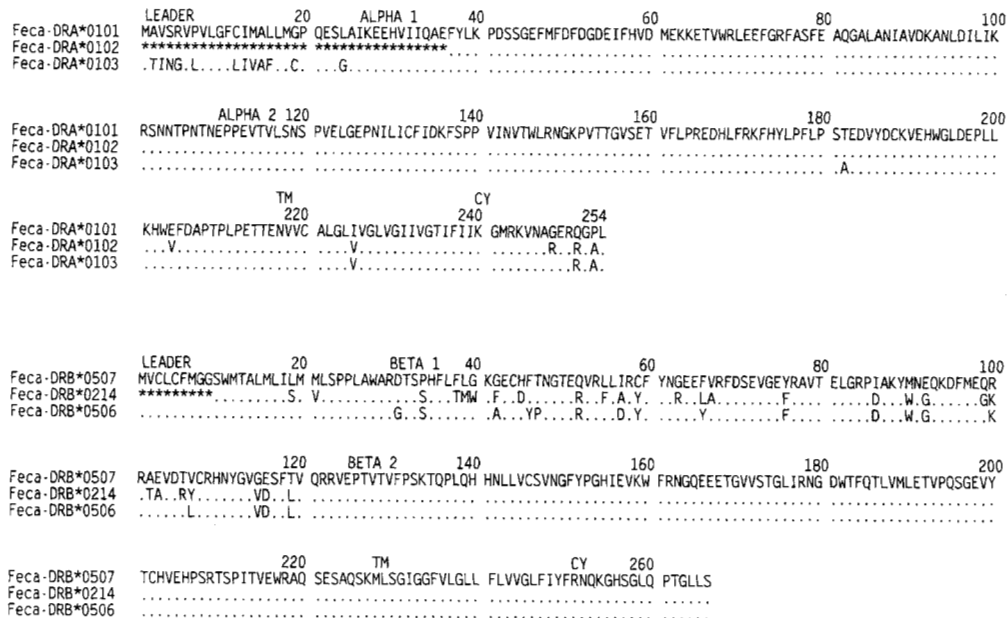 LEADER 20 ALPHA 1 40 60 80 100
Feca-DRA*0101 MAVSRVPVLGFCIMALLMGP QESLAIKEEHVIIQAEFYLK PDSSGEFMFDFDGDEIFHVD MEKKETVWRLEEFGRFASFE AQGALANIAVDKANLDILIK
Feca-DRA*0102 ******************** ****************.... .................... .................... ....................
Feca-DRA*0103 .TING.L....LIVAF..C. ...G................ .................... .................... ....................
ALPHA 2 120 140 160 180 200
Feca-DRA*0101 RSNNTPNTNEPPEVTVLSNS PVELGEPNILICFIDKFSPP VINVTWLRNGKPVTTGVSET VFLPREDHLFRKFHYLPFLP STEDVYDCKVEHWGLDEPLL
Feca-DRA*0102 .................... .................... .................... .................... ....................
Feca-DRA*0103 .................... .................... .................... .................... .A..................
TM CY
220 240 254
Feca-DRA*0101 KHWEFDAPTPLPETTENVVC ALGLIVGLVGIIVGTIFIIK GMRKVNAGERQGPL
Feca-DRA*0102 ...V................ ....V............... .......R..R.A.
Feca-DRA*0103 .................... ....V............... ..........R.A.
LEADER 20 BETA 1 40 60 80 100
Feca-DRB*0507 MVCLCFMGGSWMTALMLILM MLSPPLAWARDTSPHFLFLG KGECHFTNGTEQVRLLIRCF YNGEEFVRFDSEVGEYRAVT ELGRPIAKYMNEQKDFMEQR
Feca-DRB*0214 ********.........S. V...........S...TMW .F..D.....R..F.A.Y. ...R..LA.......F... .....D...W.G......GK
Feca-DRB*0506 .................... ..........G..S...... .A...YP....R....D.Y. .....Y.........F... .....D...W.G.......K
BETA 2 120 140 160 180 200
Feca-DRB*0507 RAEVDTVCRHNYGVGESFTV QRRVEPTVTVFPSKTQPLQH HNLLVCSVNGFYPGHIEVKW FRNGQEEETGVVSTGLIRNG DWTFQTLVMLETVPQSGEVY
Feca-DRB*0214 .TA..RY.......VD..L. .................... .................... .................... ....................
Feca-DRB*0506 .....L.......VD..L. .................... .................... .................... ....................
220 TM CY 260
Feca-DRB*0507 TCHVEHPSRTSPITVEWRAQ SESAQSKMLSGIGGFVLGLL FLVVGLFIYFRNQKGHSGLQ PTGLLS
Feca-DRB*0214 .................... .................... .................... ......
Feca-DRB*0506 .................... .................... .................... ......